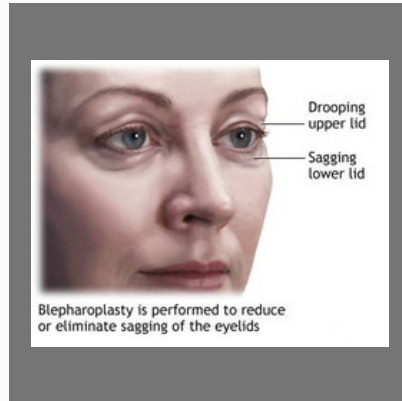 Drooping
upper lid
Sagging
lower lid
Blepharoplasty is performed to reduce
or eliminate sagging of the eyelids